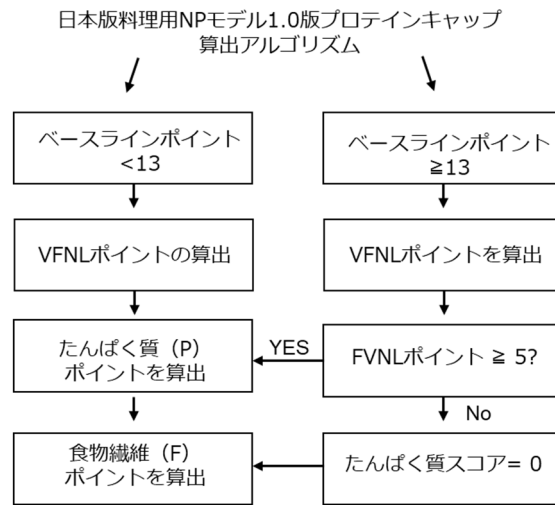 日本版料理用NPモデル1.0版プロテインキャップ
算出アルゴリズム
ベースラインポイント
<13
ベースラインポイント
≧13
VFNLポイントの算出
VFNLポイントを算出
たんぱく質（P）
ポイントを算出
YES
FVNLポイント ≧ 5?
No
食物繊維（F）
ポイントを算出
たんぱく質スコア= 0